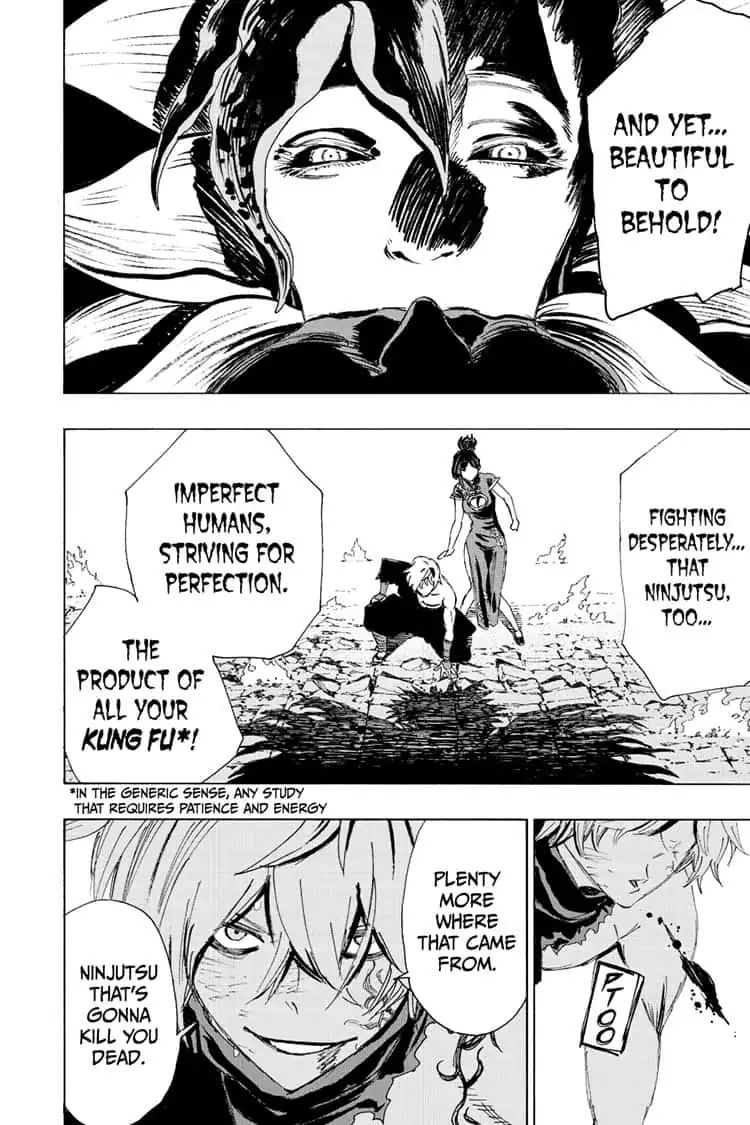 AND YET...
BEAUTIFUL
TO
BEHOLD!
FIGHTING
DESPERATELY...
THAT
NINJUTSU,
TOO...
IMPERFECT
HUMANS,
STRIVING FOR
PERFECTION.
THE
PRODUCT OF
ALL YOUR
KUNG FU*!
*IN THE GENERIC SENSE, ANY STUDY
THAT REQUIRES PATIENCE AND ENERGY
PTOO
PLENTY
MORE
WHERE
THAT CAME
FROM.
NINJUTSU
THAT'S
GONNA
KILL YOU
DEAD.